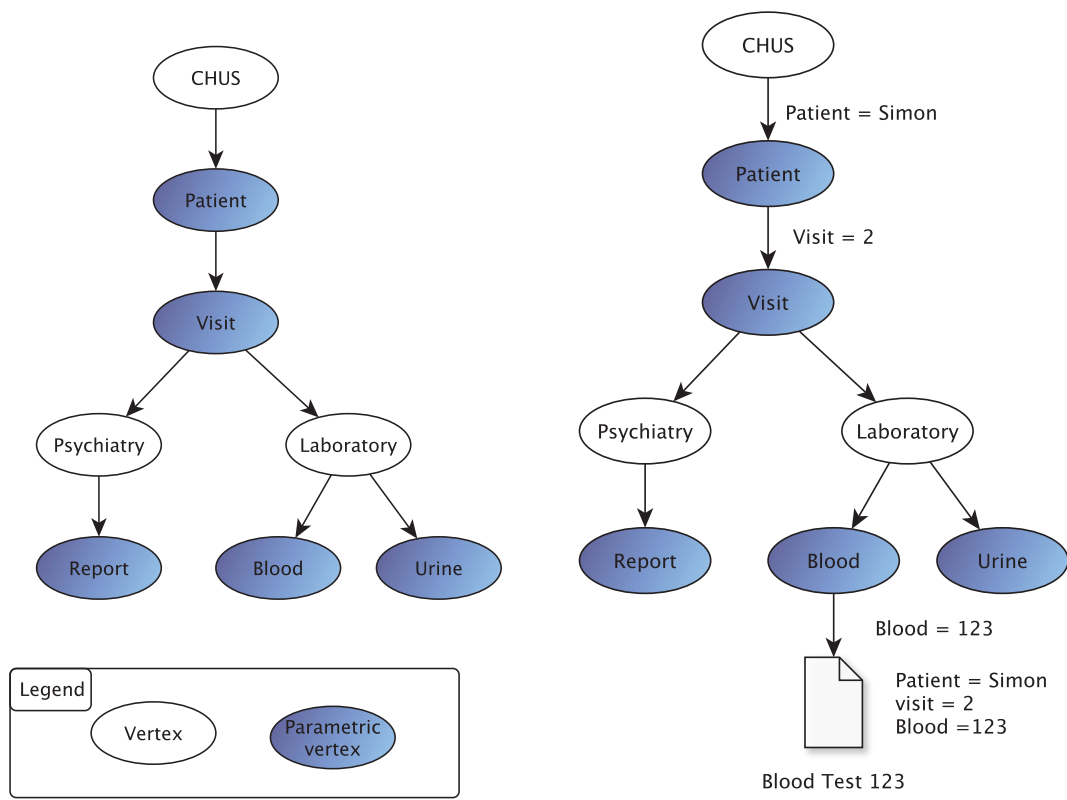 CHUS
Patient
Visit
Psychiatry
Laboratory
Report
Blood
Urine
Legend
Vertex
Parametric
vertex
CHUS
Patient = Simon
Patient
Visit = 2
Visit
Psychiatry
Laboratory
Report
Blood
Urine
Blood = 123
Patient = Simon
visit = 2
Blood =123
Blood Test 123